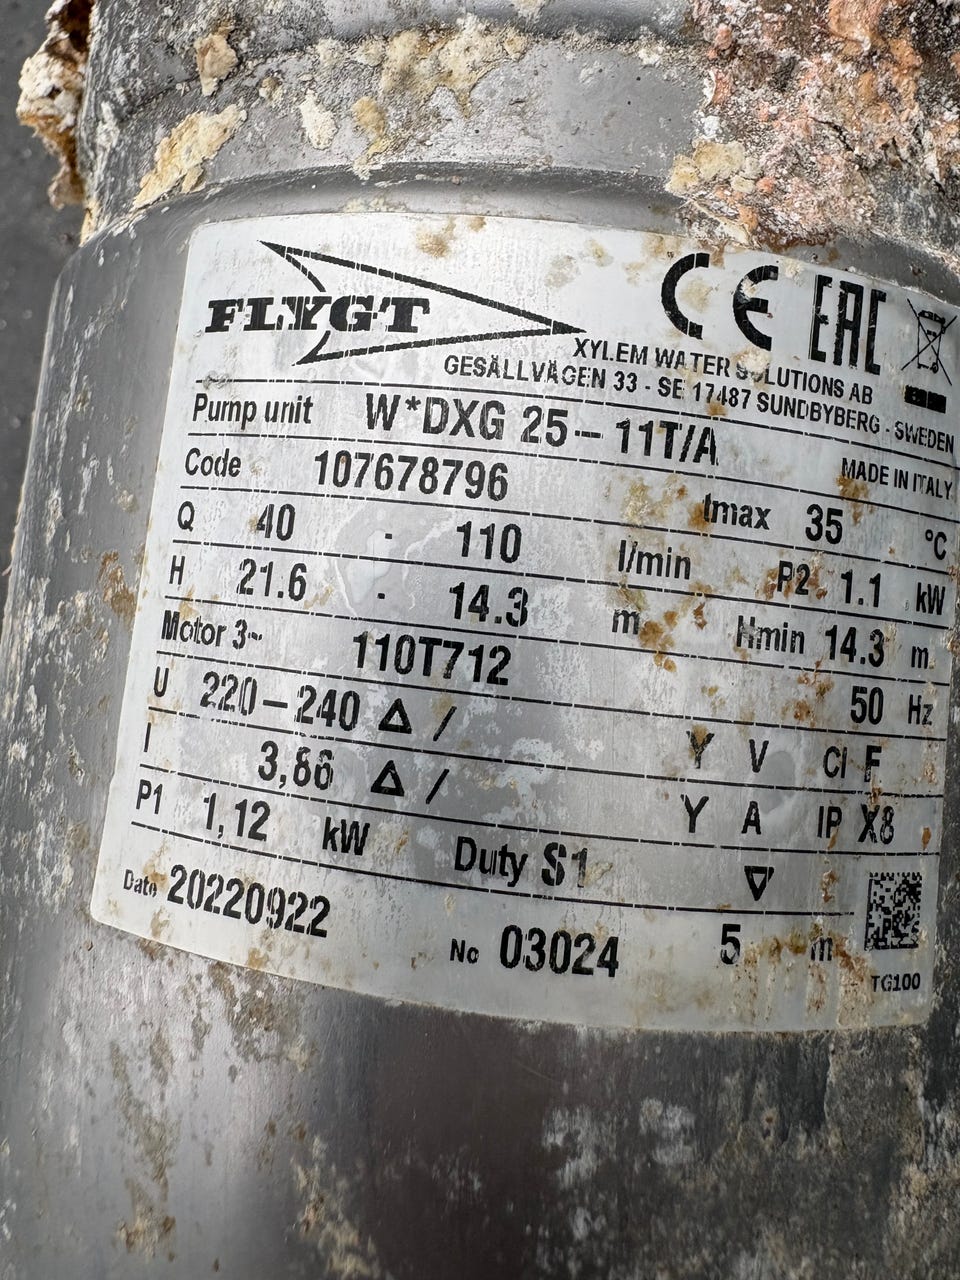 FLYGT CE EAC
XYLEM WATER SOLUTIONS AB
GESÄLLVÄGEN 33 - SE 17487 SUNDBYBERG - SWEDEN
Pump unit W*DXG 25 - 11T/A MADE IN ITALY
Code 107678796 tmax 35 °C
Q 40 - 110 l/min P2 1.1 kW
H 21.6 - 14.3 m Hmin 14.3 m
Motor 3~ 110T712 50 Hz
U 220-240 Δ / Y V Cl F
I 3,86 Δ / Y A IP X8
P1 1,12 kW Duty S1 ∇
Date 20220922 No 03024 5 m
TG100